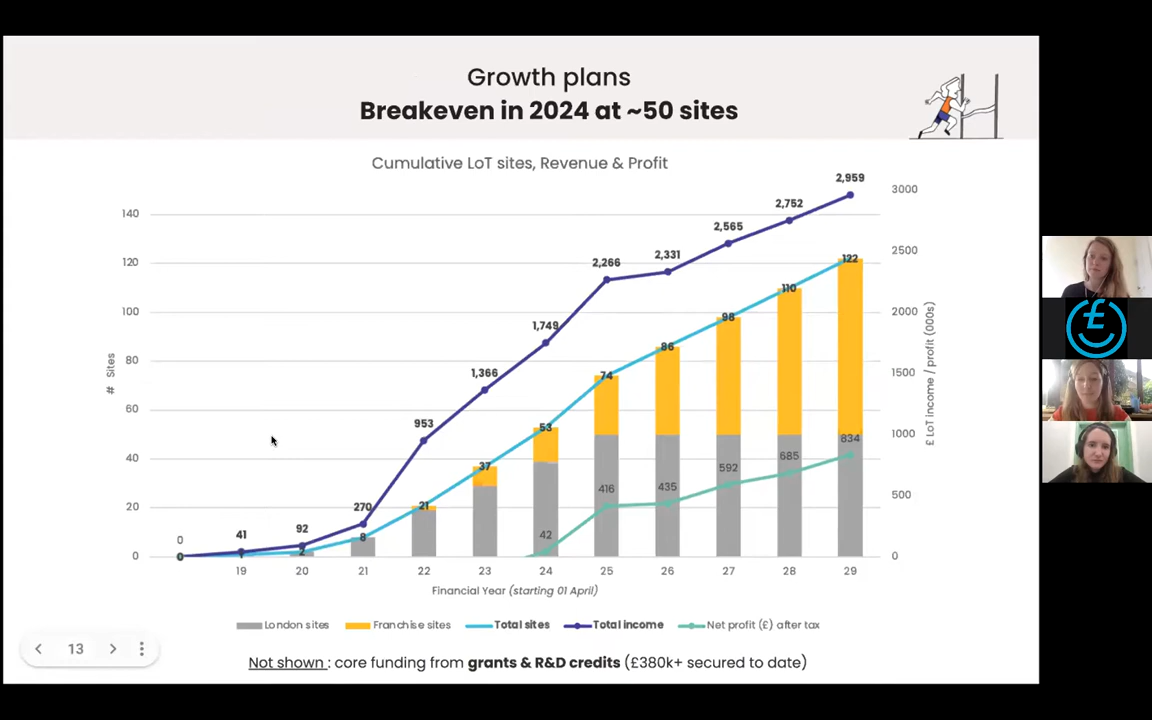 Growth plans
Breakeven in 2024 at ~50 sites
Cumulative LoT sites, Revenue & Profit
# Sites
140
120
100
80
60
40
20
0
3000
2500
2000
1500
1000
500
0
£ LoT income / profit (000s)
0 41 92 270 953 1,366 1,749 2,266 2,331 2,565 2,752 2,959
0 1 2 8 21 37 53 74 86 98 110 122
42 416 435 592 685 834
19 20 21 22 23 24 25 26 27 28 29
Financial Year (starting 01 April)
London sites Franchise sites Total sites Total income Net profit (£) after tax
13
Not shown : core funding from grants & R&D credits (£380k+ secured to date)
£